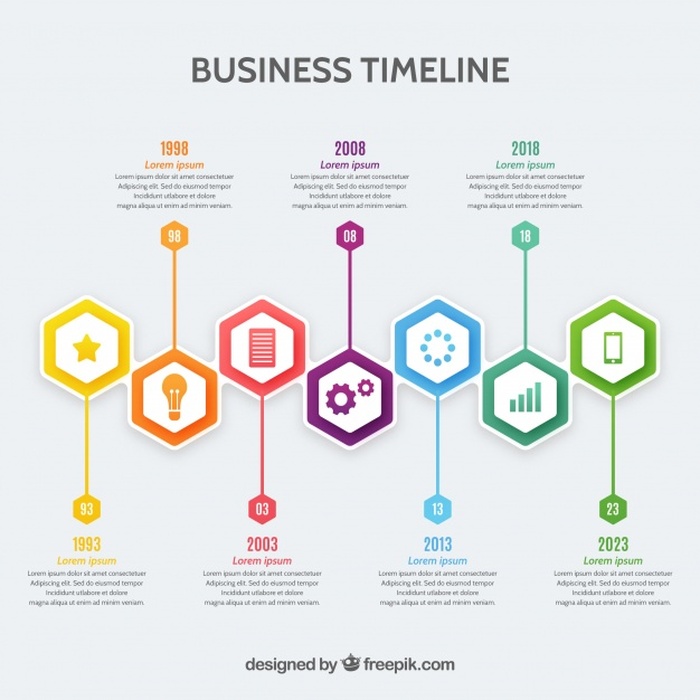 BUSINESS TIMELINE
1998
Lorem ipsum
Lorem ipsum dolor sit amet consectetuer
Adipiscing elit. Sed do eiusmod tempor
Incididunt utlabore et dolore
magna aliqua ut enim ad minim veniam.
98
2008
Lorem ipsum
Lorem ipsum dolor sit amet consectetuer
Adipiscing elit. Sed do eiusmod tempor
Incididunt utlabore et dolore
magna aliqua ut enim ad minim veniam.
08
2018
Lorem ipsum
Lorem ipsum dolor sit amet consectetuer
Adipiscing elit. Sed do eiusmod tempor
Incididunt utlabore et dolore
magna aliqua ut enim ad minim veniam.
18
93
1993
Lorem ipsum
Lorem ipsum dolor sit amet consectetuer
Adipiscing elit. Sed do eiusmod tempor
Incididunt utlabore et dolore
magna aliqua ut enim ad minim veniam.
03
2003
Lorem ipsum
Lorem ipsum dolor sit amet consectetuer
Adipiscing elit. Sed do eiusmod tempor
Incididunt utlabore et dolore
magna aliqua ut enim ad minim veniam.
13
2013
Lorem ipsum
Lorem ipsum dolor sit amet consectetuer
Adipiscing elit. Sed do eiusmod tempor
Incididunt utlabore et dolore
magna aliqua ut enim ad minim veniam.
23
2023
Lorem ipsum
Lorem ipsum dolor sit amet consectetuer
Adipiscing elit. Sed do eiusmod tempor
Incididunt utlabore et dolore
magna aliqua ut enim ad minim veniam.
designed by freepik.com